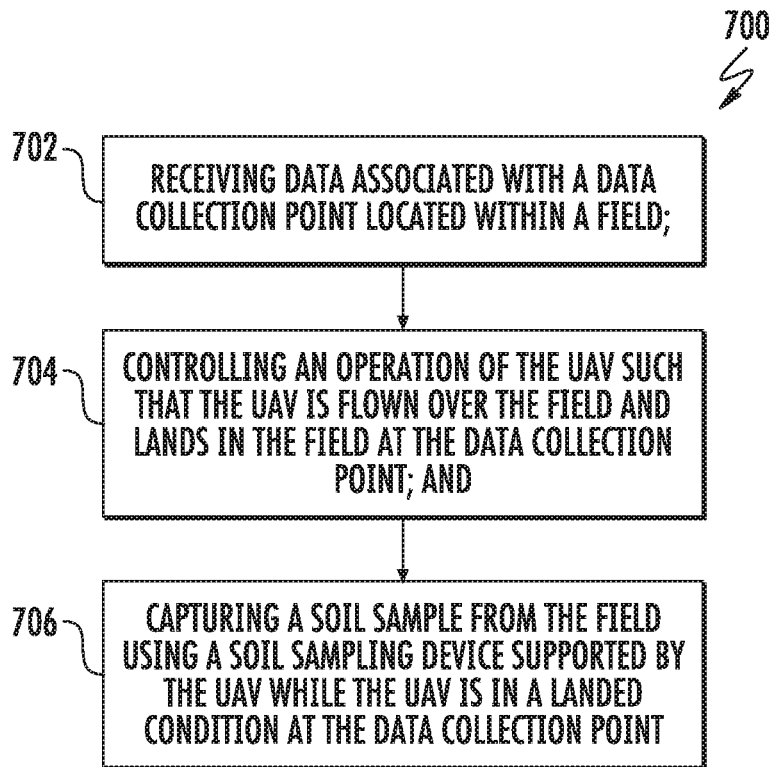 700
702
RECEIVING DATA ASSOCIATED WITH A DATA
COLLECTION POINT LOCATED WITHIN A FIELD;
704
CONTROLLING AN OPERATION OF THE UAV SUCH
THAT THE UAV IS FLOWN OVER THE FIELD AND
LANDS IN THE FIELD AT THE DATA COLLECTION
POINT; AND
706
CAPTURING A SOIL SAMPLE FROM THE FIELD
USING A SOIL SAMPLING DEVICE SUPPORTED BY
THE UAV WHILE THE UAV IS IN A LANDED
CONDITION AT THE DATA COLLECTION POINT